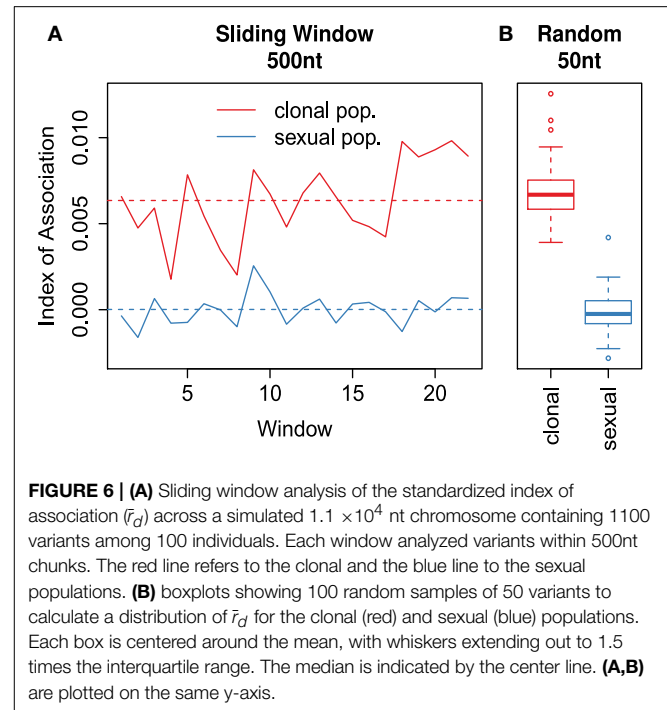 A
Sliding Window
500nt
B
Random
50nt
clonal pop.
sexual pop.
Index of Association
0.010
0.005
0.000
5
10
15
20
Window
clonal
sexual
FIGURE 6 | (A) Sliding window analysis of the standardized index of
association (r̄d) across a simulated 1.1 ×10⁴ nt chromosome containing 1100
variants among 100 individuals. Each window analyzed variants within 500nt
chunks. The red line refers to the clonal and the blue line to the sexual
populations. (B) boxplots showing 100 random samples of 50 variants to
calculate a distribution of r̄d for the clonal (red) and sexual (blue) populations.
Each box is centered around the mean, with whiskers extending out to 1.5
times the interquartile range. The median is indicated by the center line. (A,B)
are plotted on the same y-axis.